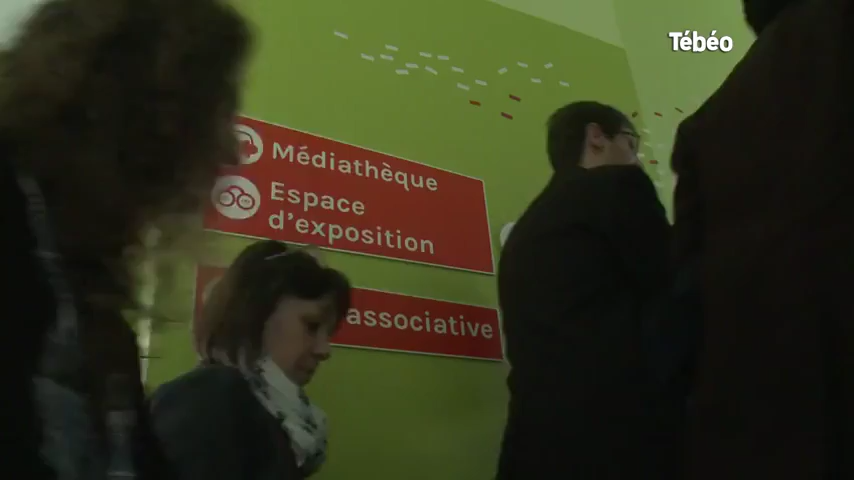 Tébéo
Médiathèque
Espace
d'exposition
associative